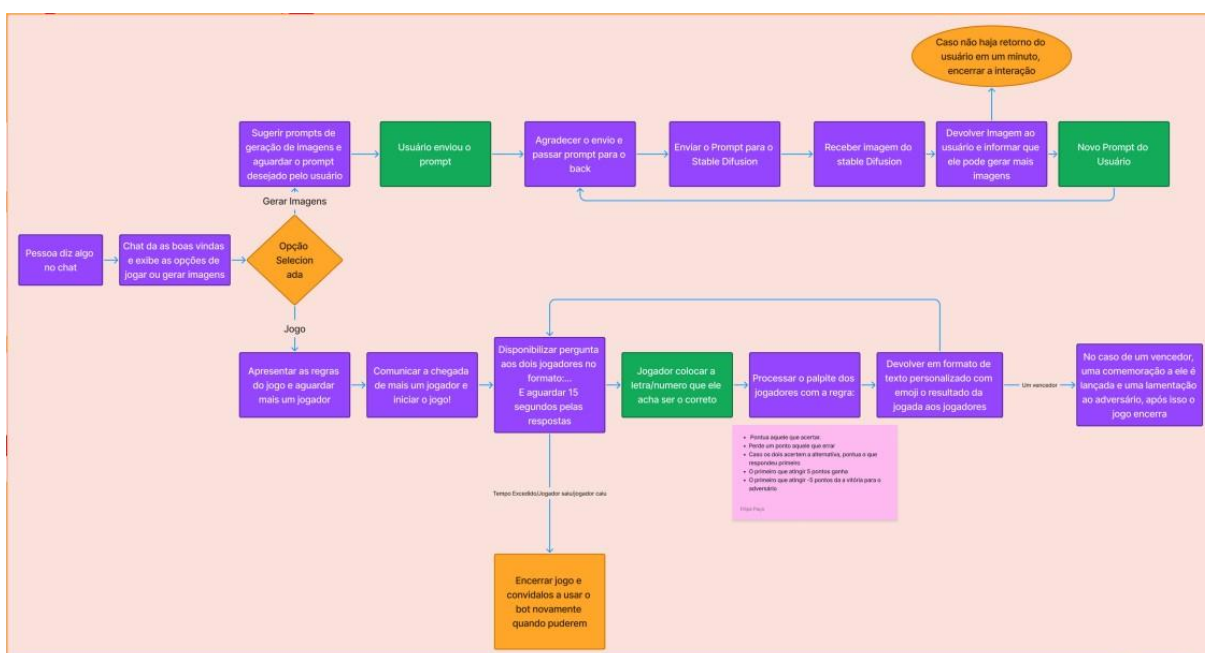 Caso não haja retorno do
usuário em um minuto,
encerrar a interação
Sugerir prompts de
geração de imagens e
aguardar o prompt
desejado pelo usuário
Usuário enviou o
prompt
Agradecer o envio e
passar prompt para o
back
Enviar o Prompt para o
Stable Difusion
Receber imagem do
stable Difusion
Devolver Imagem ao
usuário e informar que
ele pode gerar mais
imagens
Novo Prompt do
Usuário
Gerar Imagens
Pessoa diz algo
no chat
Chat da as boas vindas
e exibe as opções de
jogar ou gerar imagens
Opção
Selecion
ada
Jogo
Apresentar as regras
do jogo e aguardar
mais um jogador
Comunicar a chegada
de mais um jogador e
iniciar o jogo!
Disponibilizar pergunta
aos dois jogadores no
formato:...
E aguardar 15
segundos pelas
respostas
Jogador colocar a
letra/numero que ele
acha ser o correto
Processar o palpite dos
jogadores com a regra:
Devolver em formato de
texto personalizado com
emoji o resultado da
jogada aos jogadores
Um vencedor
No caso de um vencedor,
uma comemoração a ele é
lançada e uma lamentação
ao adversário, após isso o
jogo encerra
• Pontua aquele que acertar.
• Perde um ponto aquele que errar
• Caso os dois acertem a alternativa, pontua o que
respondeu primeiro
• O primeiro que atingir 5 pontos ganha
• O primeiro que atingir -5 pontos da a vitória para o
adversário
Tempo Excedido/Jogador saiu/jogador caiu
Encerrar jogo e
convidalos a usar o
bot novamente
quando puderem